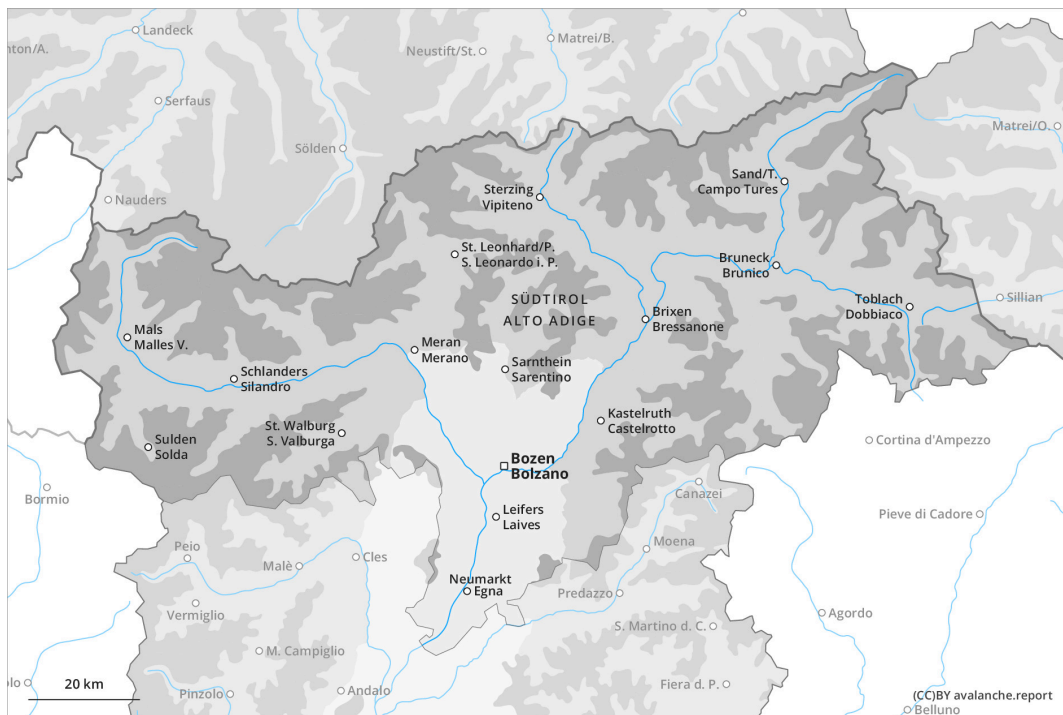 Landeck
nton/A.
Neustift/St.
Matrei/B.
Serfaus
Sölden
Matrei/O.
Nauders
Sand/T.
Campo Tures
Sterzing
Vipiteno
St. Leonhard/P.
S. Leonardo i. P.
Bruneck
Brunico
SÜDTIROL
ALTO ADIGE
Toblach
Dobbiaco
Sillian
Brixen
Bressanone
Mals
Malles V.
Meran
Merano
Sarnthein
Sarentino
Schlanders
Silandro
Kastelruth
Castelrotto
St. Walburg
S. Valburga
Sulden
Solda
Cortina d'Ampezzo
Bozen
Bolzano
Bormio
Canazei
Leifers
Laives
Pieve di Cadore
Peio
Malè
Cles
Moena
Neumarkt
Egna
Predazzo
Vermiglio
Agordo
S. Martino d. C.
M. Campiglio
olo
20 km
Pinzolo
Andalo
Fiera d. P.
(CC)BY avalanche.report
Belluno